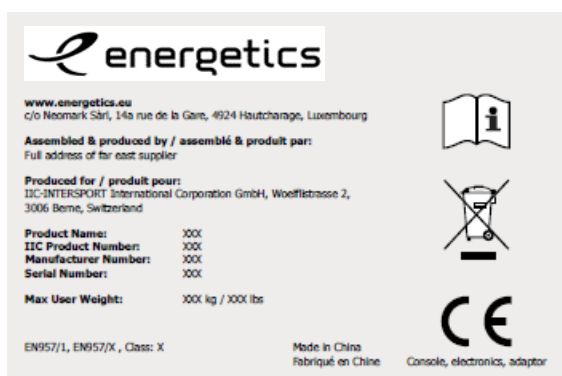 energetics
www.energetics.eu
c/o Neomark Sàrl, 14a rue de la Gare, 4924 Hautcharage, Luxembourg
Assembled & produced by / assemblé & produit par:
Full address of far east supplier
Produced for / produit pour:
IIC-INTERSPORT International Corporation GmbH, Woelflistrasse 2,
3006 Berne, Switzerland
Product Name: XXX
IIC Product Number: XXX
Manufacturer Number: XXX
Serial Number: XXX
Max User Weight: XXX kg / XXX lbs
CE
EN957/1, EN957/X , Class: X
Made in China
Fabriqué en Chine
Console, electronics, adaptor